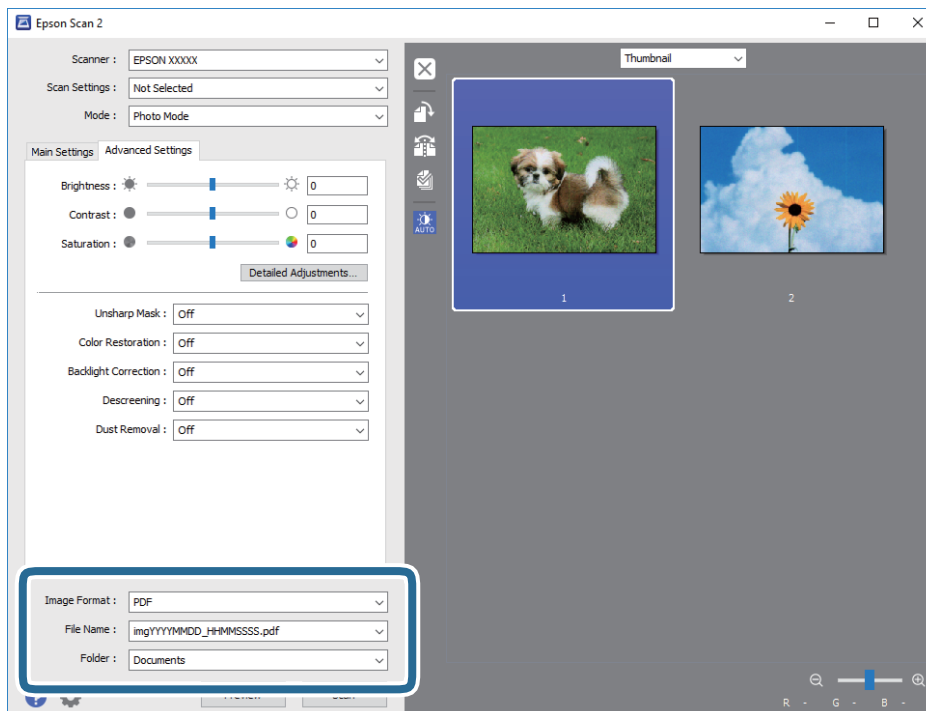 Epson Scan 2
Scanner : EPSON XXXXX
Scan Settings : Not Selected
Mode : Photo Mode
Main Settings Advanced Settings
Brightness : 0
Contrast : 0
Saturation : 0
Detailed Adjustments...
Unsharp Mask : Off
Color Restoration : Off
Backlight Correction : Off
Descreening : Off
Dust Removal : Off
Image Format : PDF
File Name : imgYYYYMMDD_HHMMSSSS.pdf
Folder : Documents
?
Preview Scan
Thumbnail
AUTO
1 2
R - G - B -